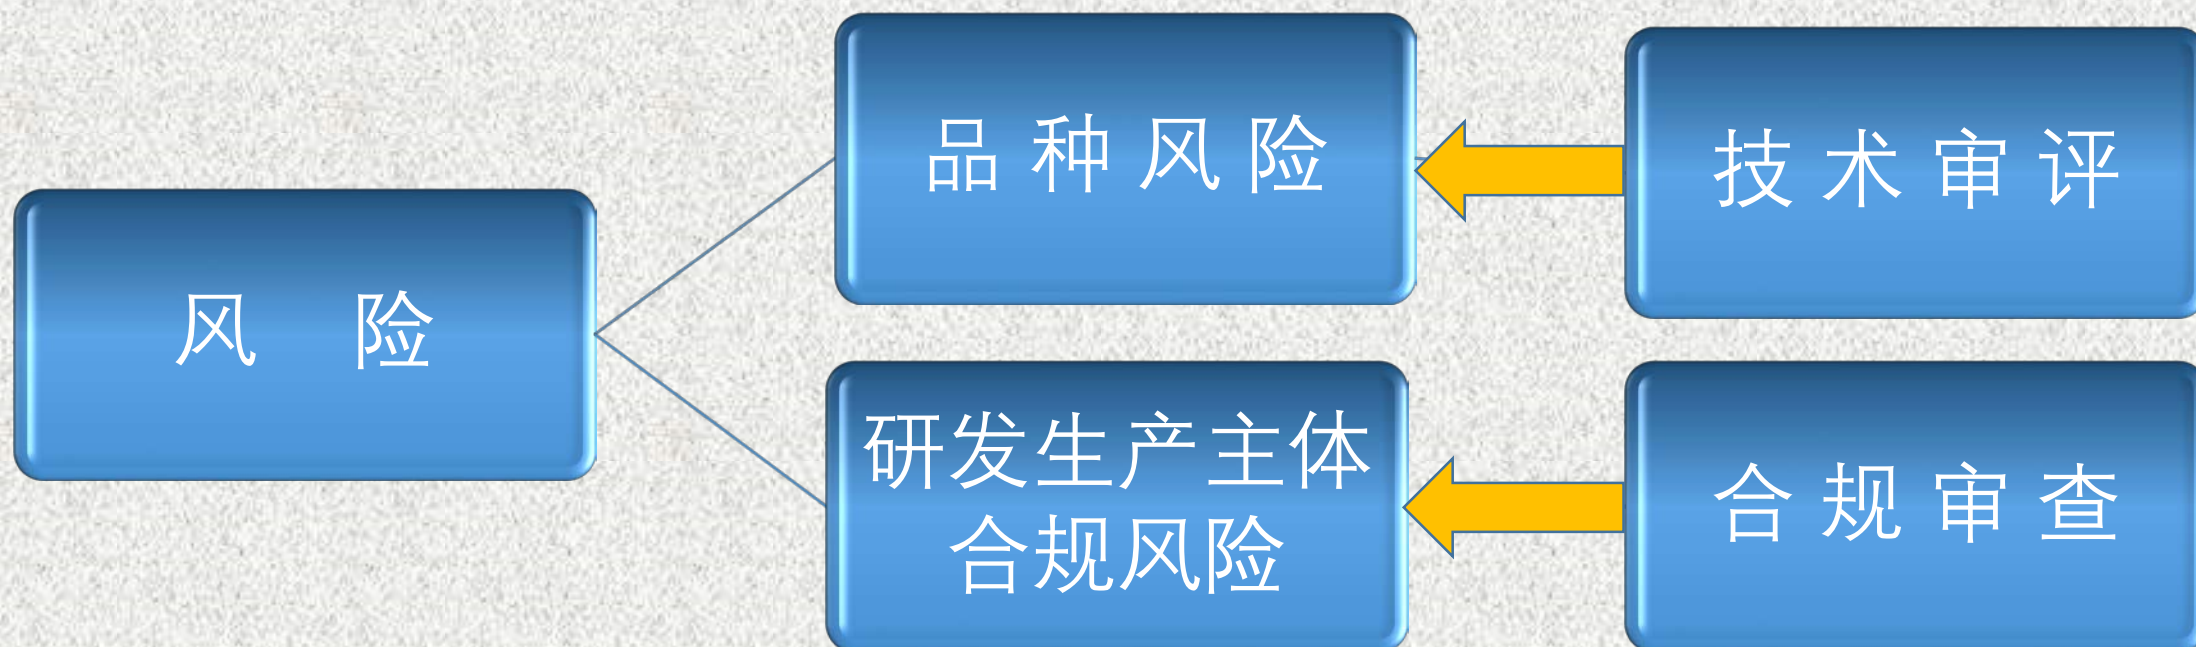 风 险
品种风险
技术审评
研发生产主体
合规风险
合规审查